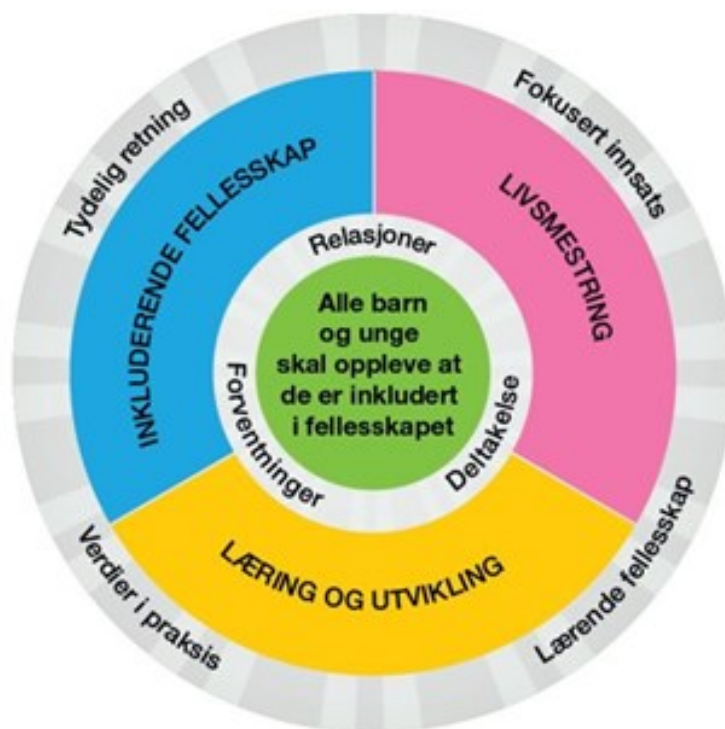 Tydelig retning
Fokusert innsats
INKLUDERENDE FELLESSKAP
LIVSMESTRING
Relasjoner
Alle barn
og unge
skal oppleve at
de er inkludert
i fellesskapet
Forventninger
Deltakelse
LÆRING OG UTVIKLING
Verdier i praksis
Lærende fellesskap